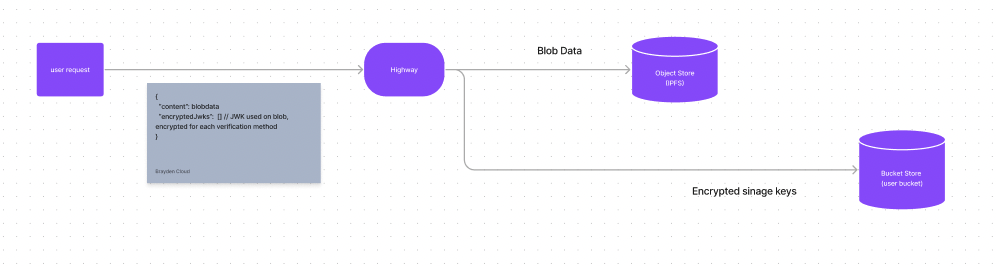 user request
Highway
Blob Data
Object Store
(IPFS)
{
"content": blobdata
"encryptedJwks": [] // JWK used on blob,
encrypted for each verification method
}
Brayden Cloud
Bucket Store
(user bucket)
Encrypted sinage keys